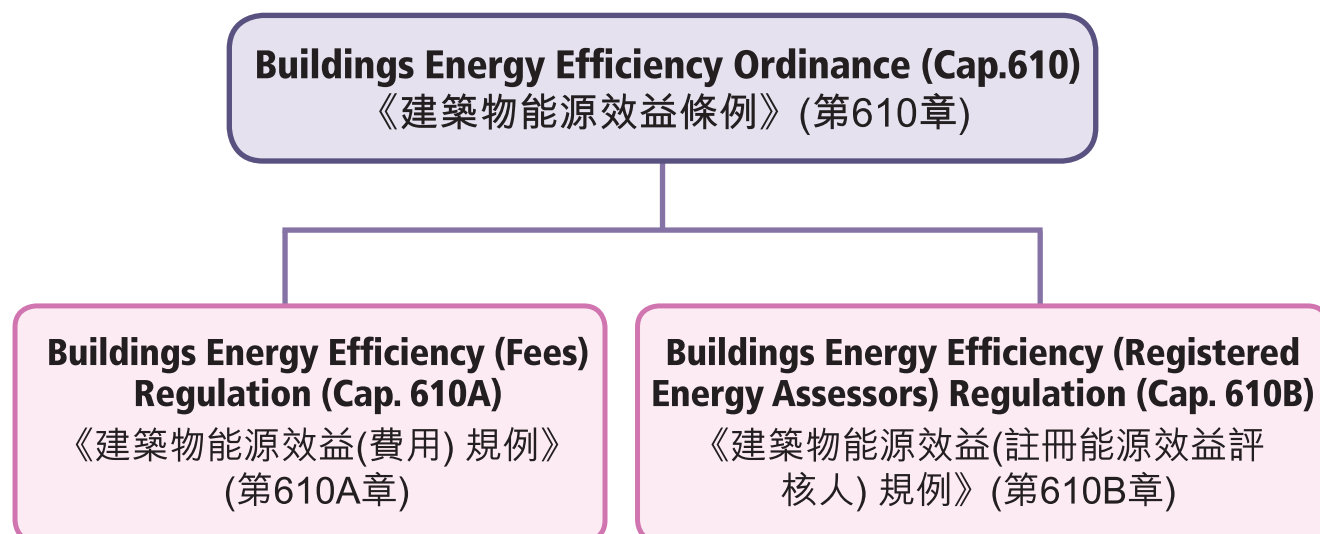 Buildings Energy Efficiency Ordinance (Cap.610)
《建築物能源效益條例》(第610章)
Buildings Energy Efficiency (Fees)
Regulation (Cap. 610A)
《建築物能源效益(費用) 規例》
(第610A章)
Buildings Energy Efficiency (Registered
Energy Assessors) Regulation (Cap. 610B)
《建築物能源效益(註冊能源效益評
核人) 規例》(第610B章)